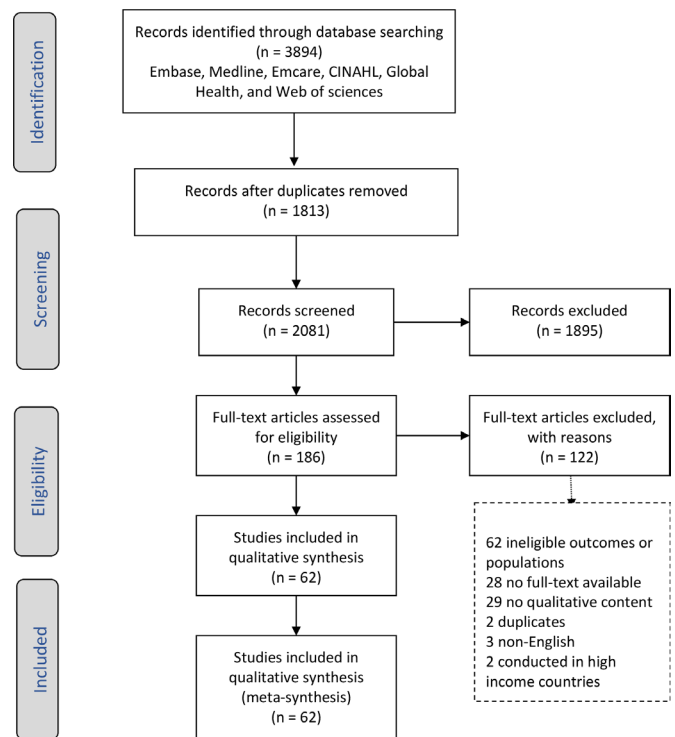 Identification
Records identified through database searching
(n = 3894)
Embase, Medline, Emcare, CINAHL, Global
Health, and Web of sciences
Records after duplicates removed
(n = 1813)
Screening
Records screened
(n = 2081)
Records excluded
(n = 1895)
Eligibility
Full-text articles assessed
for eligibility
(n = 186)
Full-text articles excluded,
with reasons
(n = 122)
Studies included in
qualitative synthesis
(n = 62)
62 ineligible outcomes or
populations
28 no full-text available
29 no qualitative content
2 duplicates
3 non-English
2 conducted in high
income countries
Included
Studies included in
qualitative synthesis
(meta-synthesis)
(n = 62)